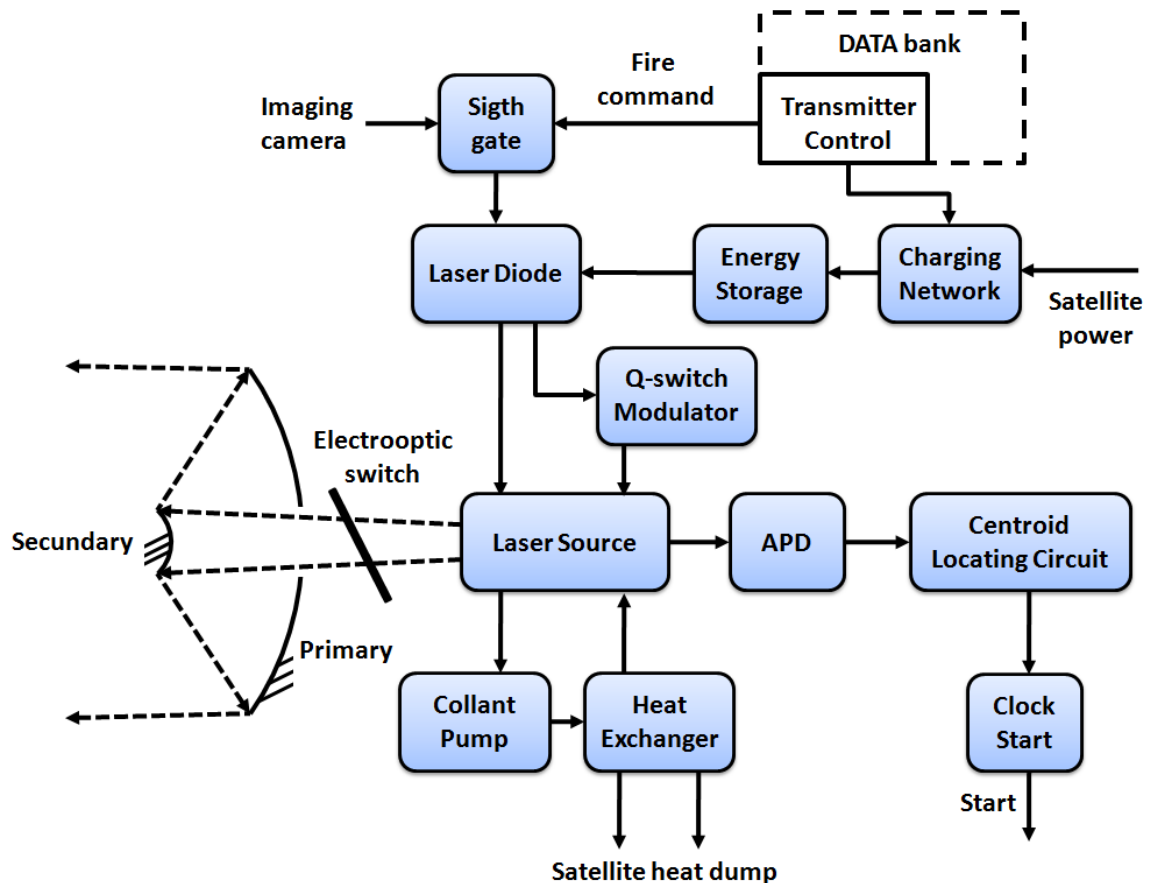 DATA bank
Fire
command
Imaging
camera
Sigth
gate
Transmitter
Control
Laser Diode
Energy
Storage
Charging
Network
Satellite
power
Q-switch
Modulator
Electrooptic
switch
Secundary
Laser Source
APD
Centroid
Locating Circuit
Primary
Collant
Pump
Heat
Exchanger
Clock
Start
Start
Satellite heat dump